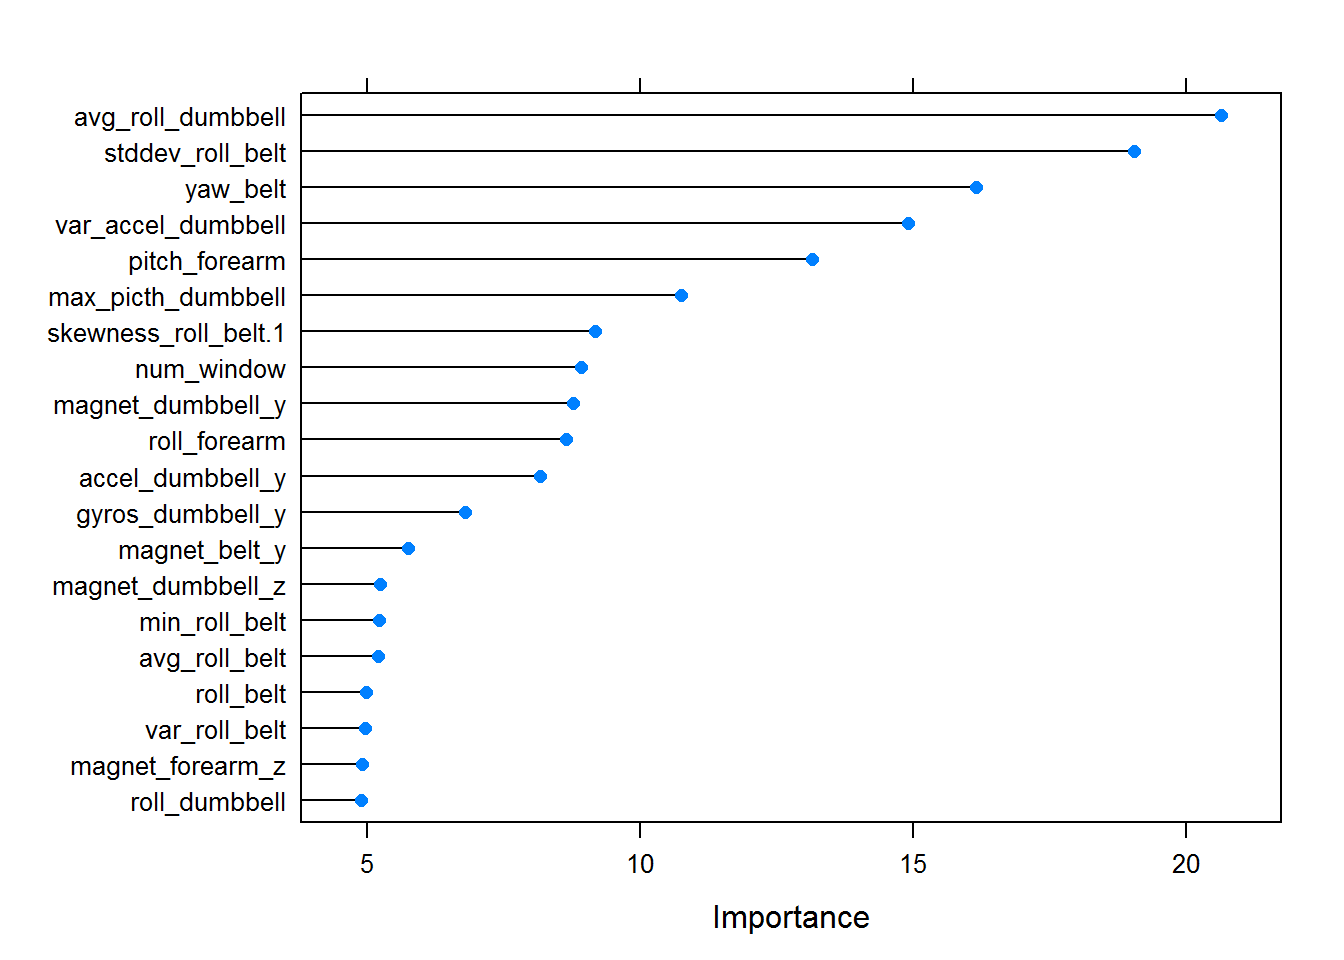 avg_roll_dumbbell
stddev_roll_belt
yaw_belt
var_accel_dumbbell
pitch_forearm
max_picth_dumbbell
skewness_roll_belt.1
num_window
magnet_dumbbell_y
roll_forearm
accel_dumbbell_y
gyros_dumbbell_y
magnet_belt_y
magnet_dumbbell_z
min_roll_belt
avg_roll_belt
roll_belt
var_roll_belt
magnet_forearm_z
roll_dumbbell
5 10 15 20
Importance